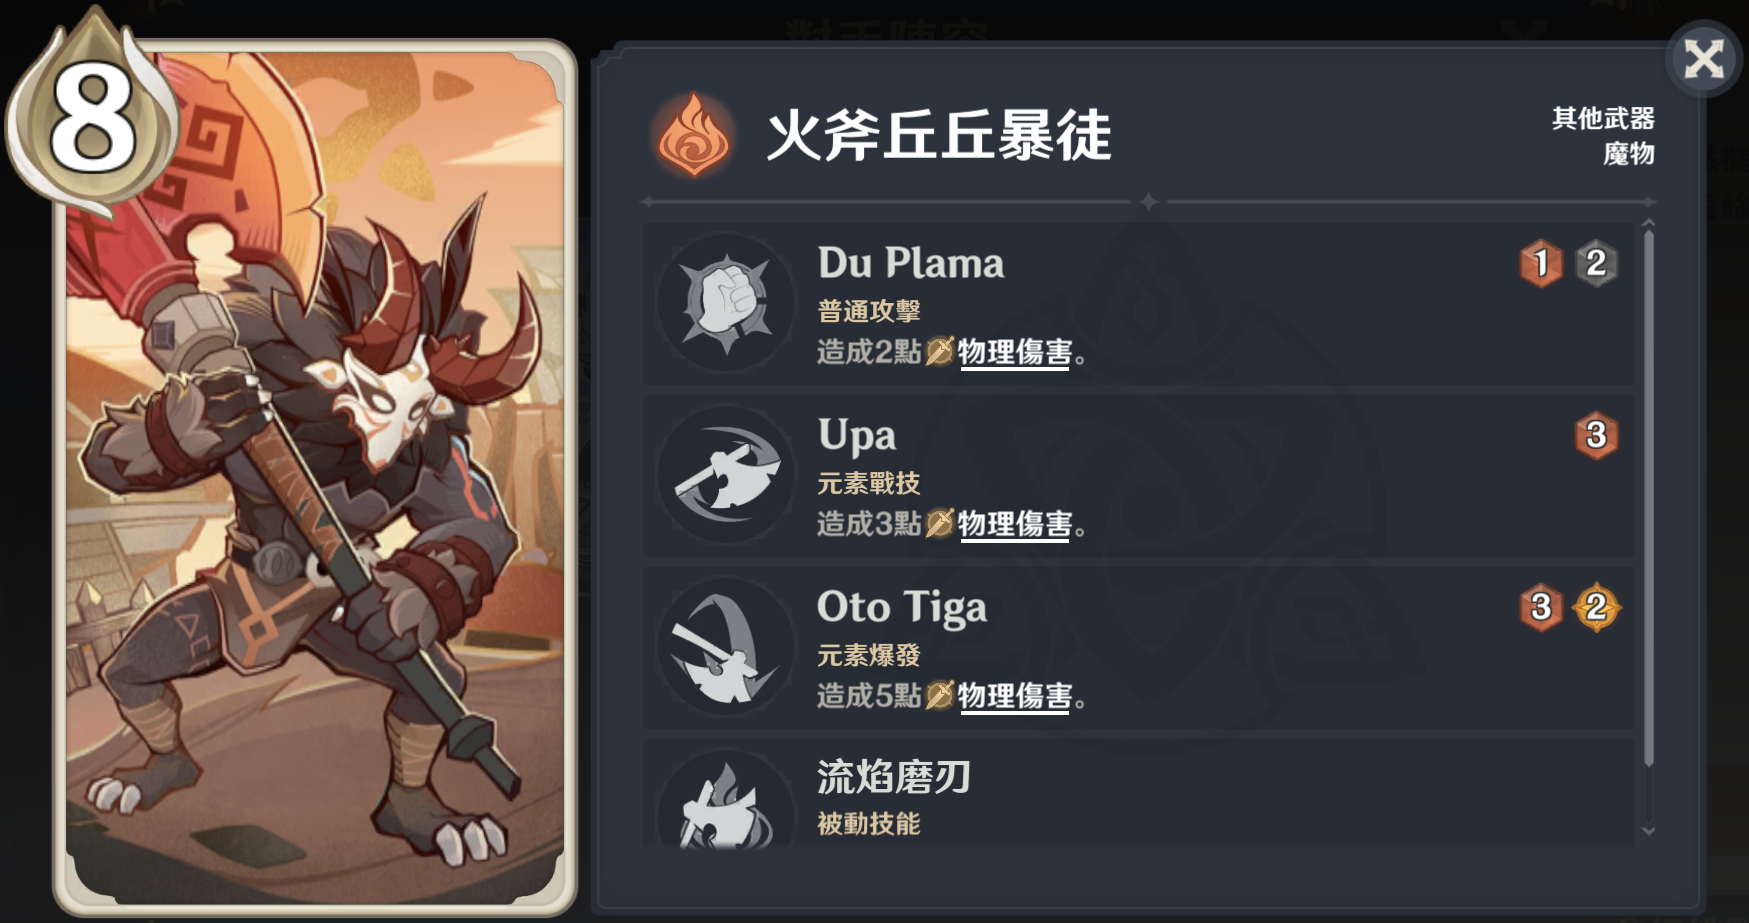 8
火斧丘丘暴徒
其他武器
魔物
Du Plama
1 2
普通攻擊
造成2點物理傷害。
Upa
3
元素戰技
造成3點物理傷害。
Oto Tiga
3 2
元素爆發
造成5點物理傷害。
流焰磨刃
被動技能